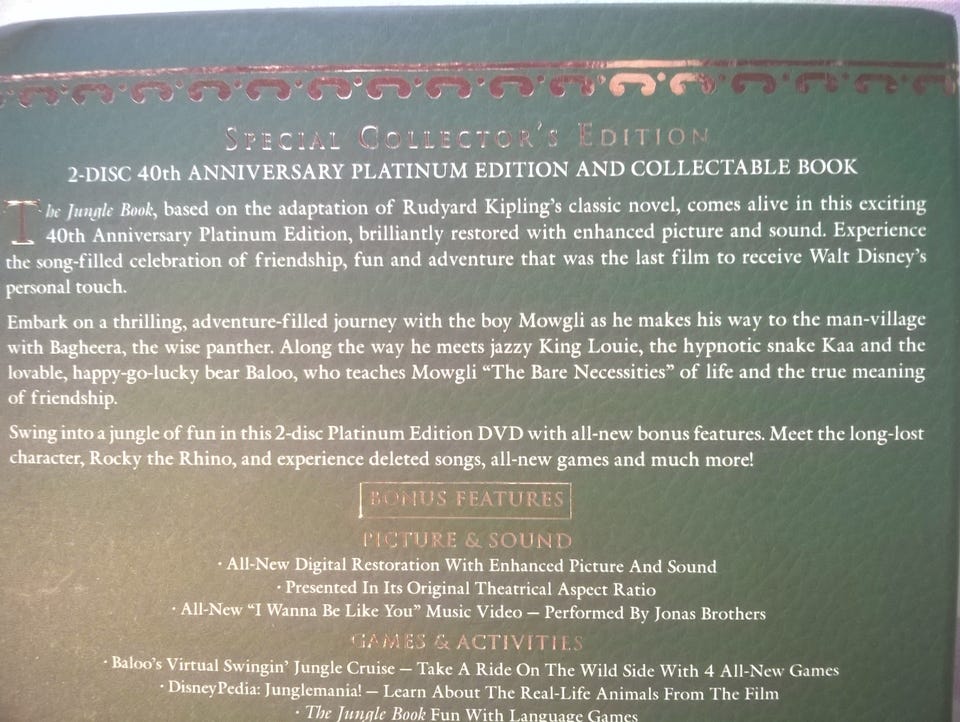 SPECIAL COLLECTOR'S EDITION
2-DISC 40th ANNIVERSARY PLATINUM EDITION AND COLLECTABLE BOOK
The Jungle Book, based on the adaptation of Rudyard Kipling's classic novel, comes alive in this exciting
40th Anniversary Platinum Edition, brilliantly restored with enhanced picture and sound. Experience
the song-filled celebration of friendship, fun and adventure that was the last film to receive Walt Disney's
personal touch.
Embark on a thrilling, adventure-filled journey with the boy Mowgli as he makes his way to the man-village
with Bagheera, the wise panther. Along the way he meets jazzy King Louie, the hypnotic snake Kaa and the
lovable, happy-go-lucky bear Baloo, who teaches Mowgli “The Bare Necessities” of life and the true meaning
of friendship.
Swing into a jungle of fun in this 2-disc Platinum Edition DVD with all-new bonus features. Meet the long-lost
character, Rocky the Rhino, and experience deleted songs, all-new games and much more!
BONUS FEATURES
PICTURE & SOUND
· All-New Digital Restoration With Enhanced Picture And Sound
· Presented In Its Original Theatrical Aspect Ratio
· All-New “I Wanna Be Like You” Music Video – Performed By Jonas Brothers
GAMES & ACTIVITIES
· Baloo's Virtual Swingin' Jungle Cruise – Take A Ride On The Wild Side With 4 All-New Games
· DisneyPedia: Junglemania! – Learn About The Real-Life Animals From The Film
· The Jungle Book Fun With Language Games